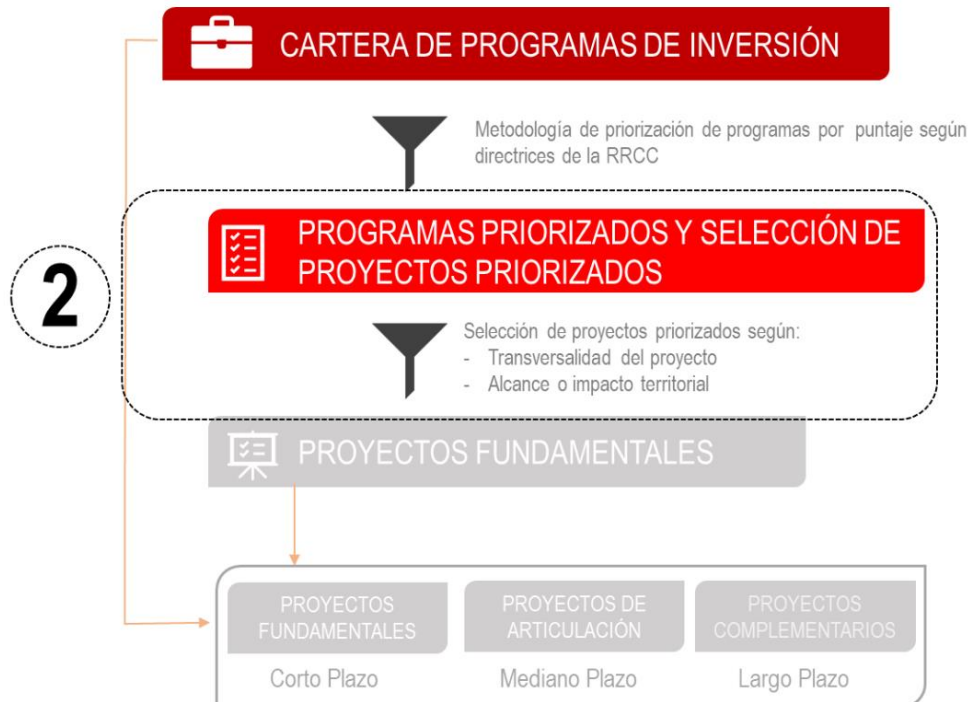 CARTERA DE PROGRAMAS DE INVERSIÓN
Metodología de priorización de programas por puntaje según
directrices de la RRCC
2
PROGRAMAS PRIORIZADOS Y SELECCIÓN DE
PROYECTOS PRIORIZADOS
Selección de proyectos priorizados según:
- Transversalidad del proyecto
- Alcance o impacto territorial
PROYECTOS FUNDAMENTALES
PROYECTOS
FUNDAMENTALES
Corto Plazo
PROYECTOS DE
ARTICULACIÓN
Mediano Plazo
PROYECTOS
COMPLEMENTARIOS
Largo Plazo